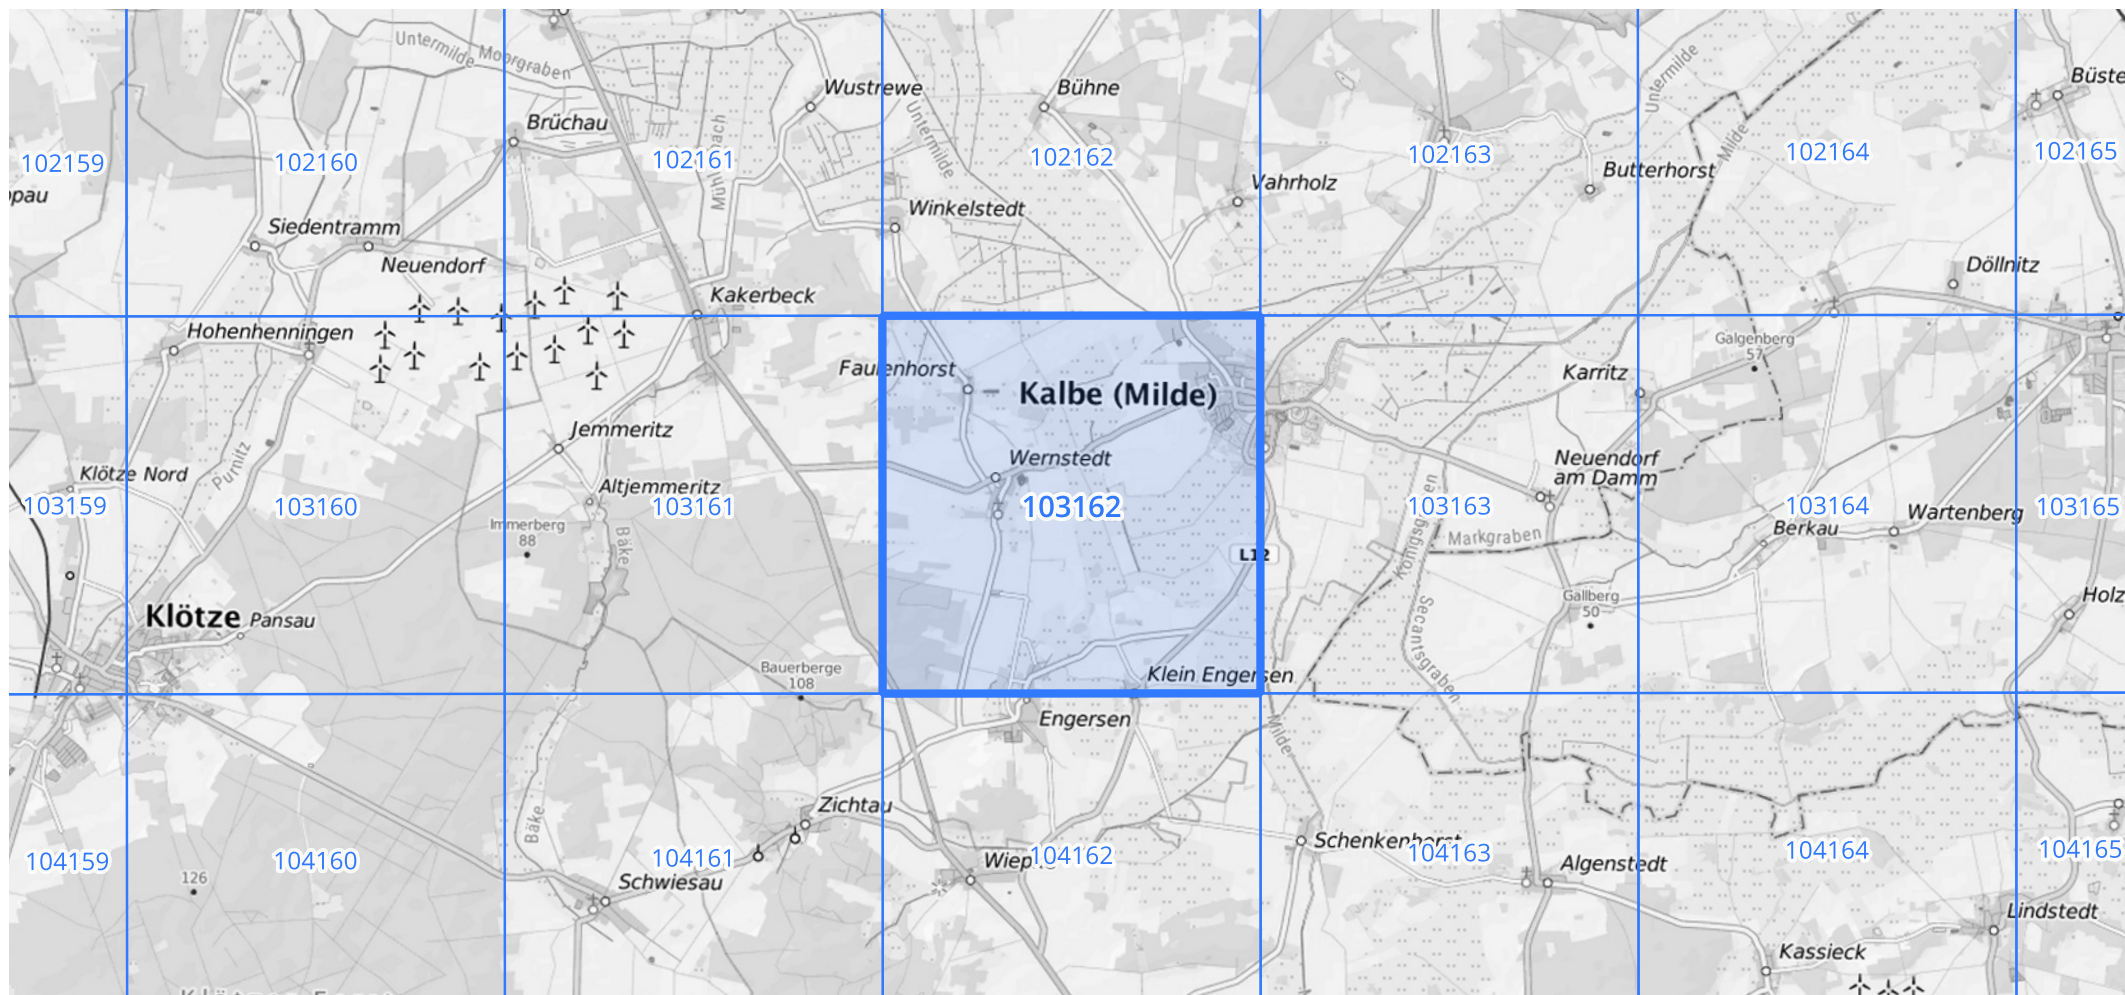 Untermilde
Moorgraben
Wustrewe
Bühne
Untermilde
Büste
Brüchau
Mühlenbach
Untermilde
Milde
102159
102160
102161
102162
102163
102164
102165
Butterhorst
Vahrholz
Winkelstedt
Siedentramm
Neuendorf
Döllnitz
Kakerbeck
Hohenhenningen
Galgenberg
57
Faulenhorst
Kalbe (Milde)
Karritz
Jemmeritz
Purnitz
Klötze Nord
Wernstedt
Neuendorf
am Damm
Altjemmeritz
103159
103160
103161
103162
103163
103164
103165
Wartenberg
Immerberg
88
Bäke
Königsgraben
Markgraben
Berkau
L12
Klötze
Pansau
Gallberg
50
Holz
Secantsgraben
Bauerberge
108
Klein Engersen
Engersen
Milde
Zichtau
Bäke
Schenkenhorst
104159
104160
104161
104162
104163
104164
104165
Algenstedt
126
Schwiesau
Lindstedt
Kassieck